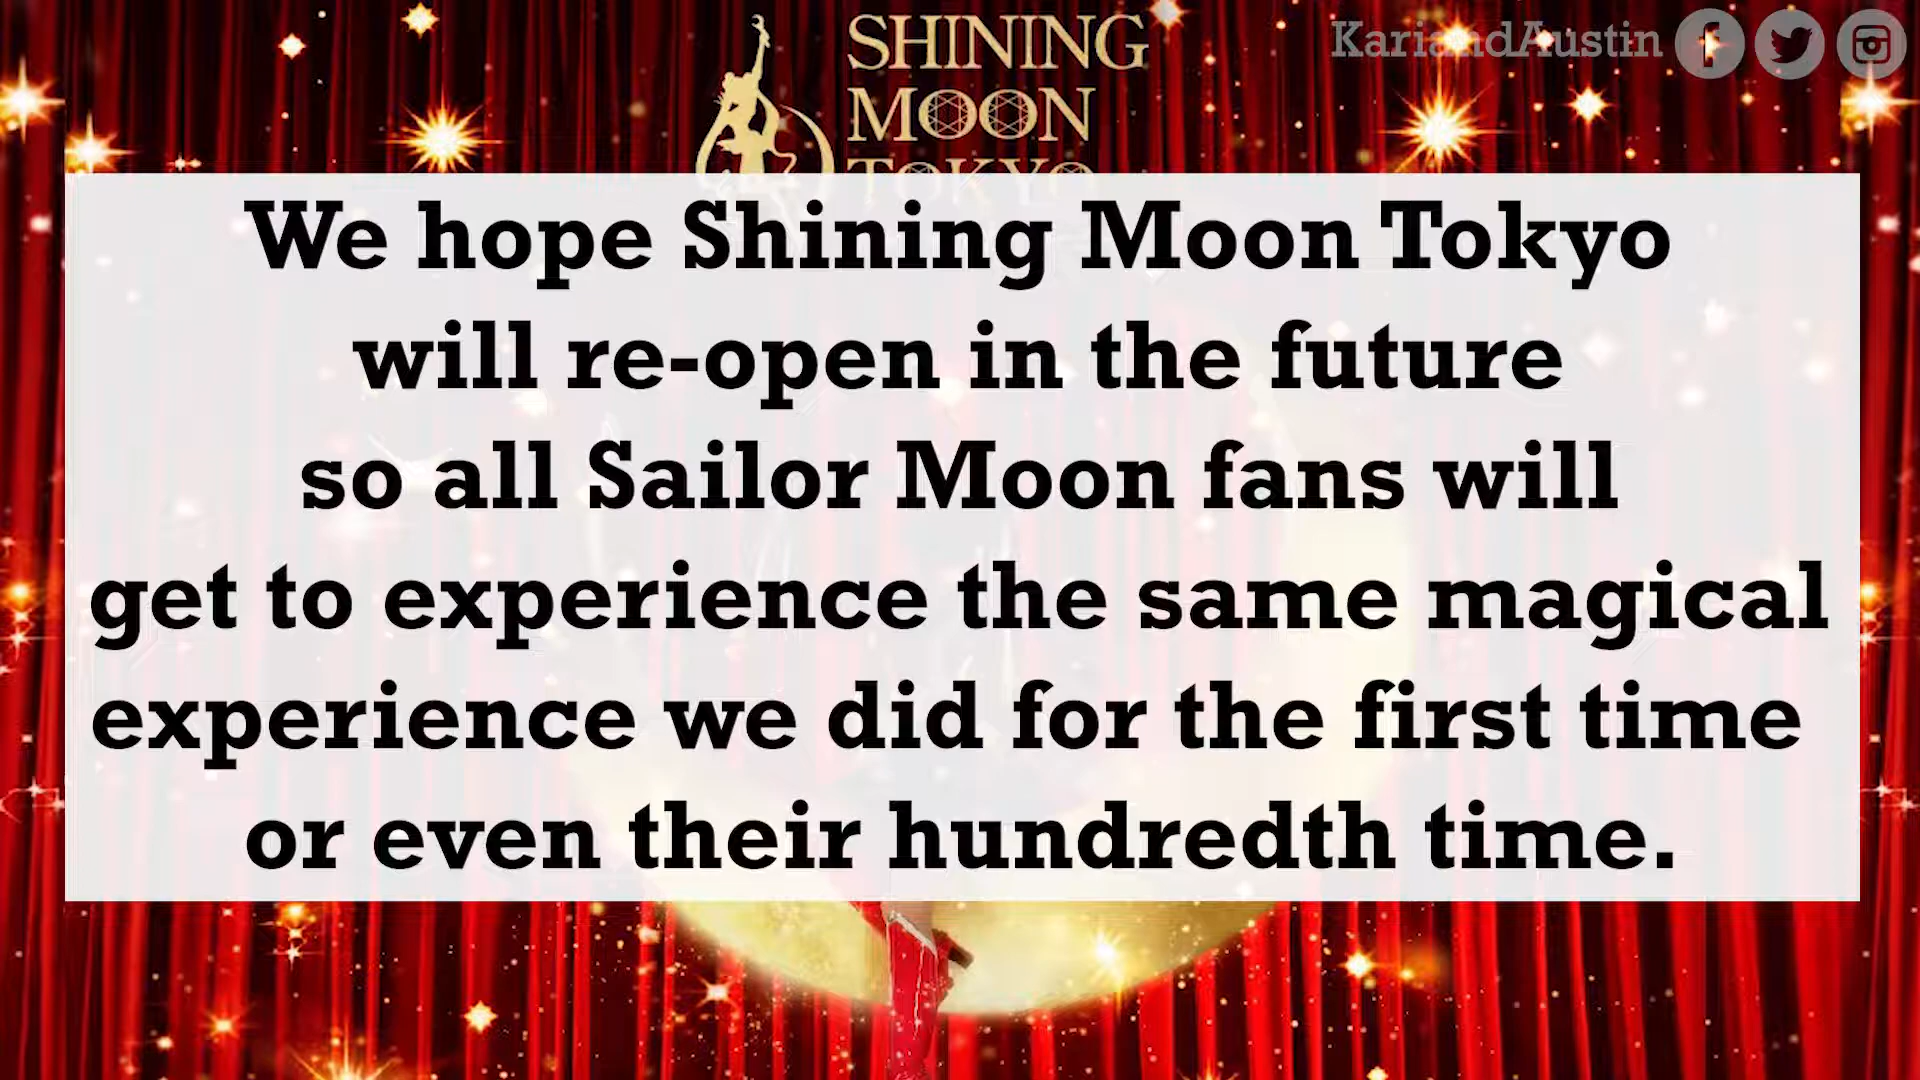 SHINING
MOON
TOKYO
KariandAustin
We hope Shining Moon Tokyo
will re-open in the future
so all Sailor Moon fans will
get to experience the same magical
experience we did for the first time
or even their hundredth time.